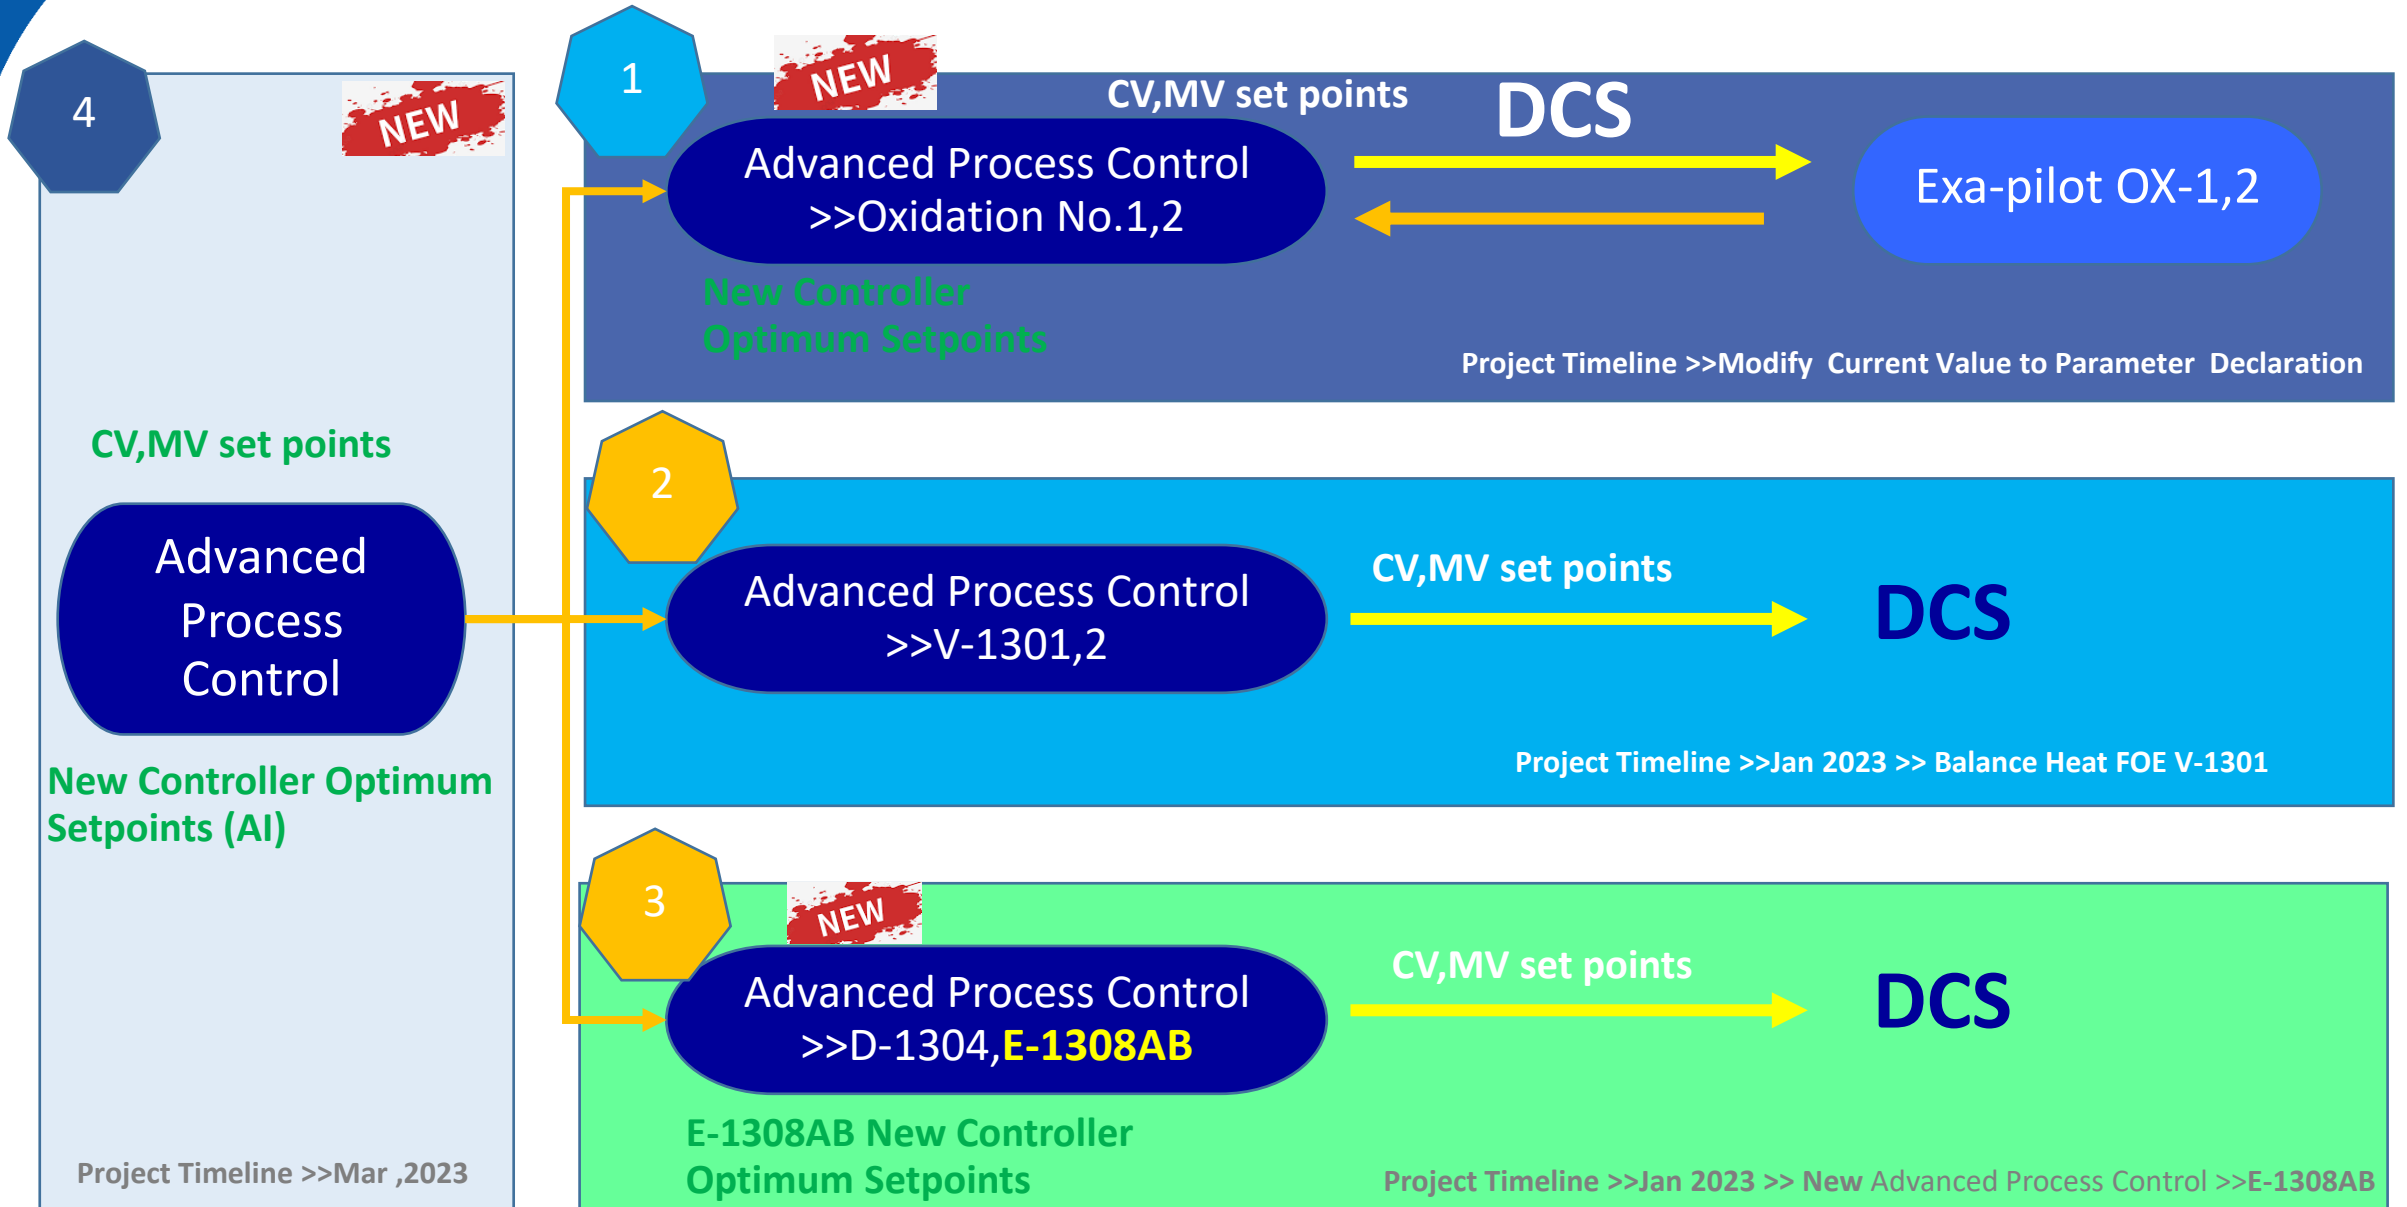 4
NEW
CV,MV set points
Advanced
Process
Control
New Controller Optimum
Setpoints (AI)
Project Timeline >>Mar ,2023
1
NEW
CV,MV set points
DCS
Advanced Process Control
>>Oxidation No.1,2
Exa-pilot OX-1,2
New Controller
Optimum Setpoints
Project Timeline >>Modify Current Value to Parameter Declaration
2
Advanced Process Control
>>V-1301,2
CV,MV set points
DCS
Project Timeline >>Jan 2023 >> Balance Heat FOE V-1301
3
NEW
Advanced Process Control
>>D-1304,E-1308AB
CV,MV set points
DCS
E-1308AB New Controller
Optimum Setpoints
Project Timeline >>Jan 2023 >> New Advanced Process Control >>E-1308AB